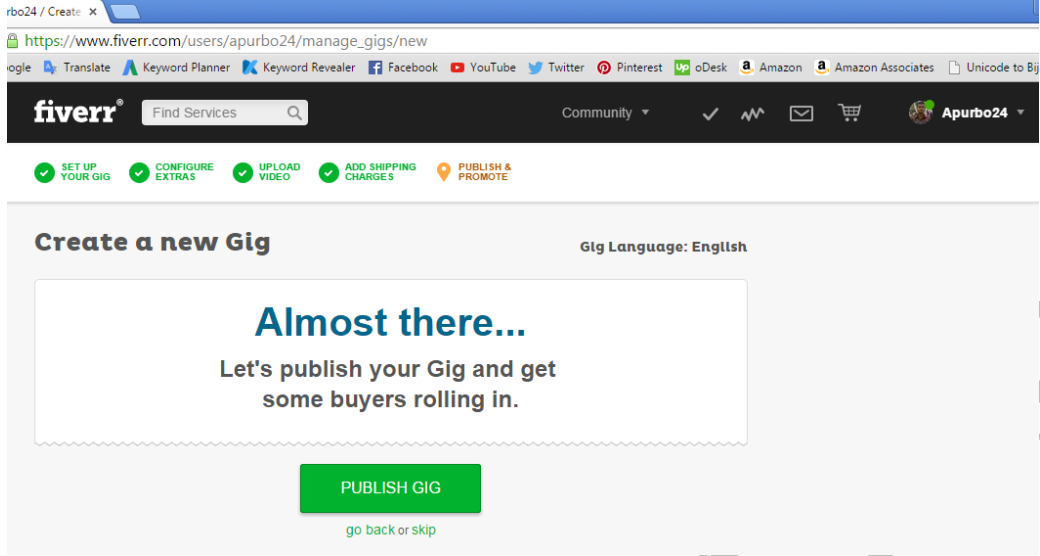 rbo24 / Create ×
https://www.fiverr.com/users/apurbo24/manage_gigs/new
oogle Translate Keyword Planner Keyword Revealer Facebook YouTube Twitter Pinterest Up oDesk a Amazon a Amazon Associates Unicode to Bij
fiverr® Find Services Community Apurbo24
SET UP YOUR GIG
CONFIGURE EXTRAS
UPLOAD VIDEO
ADD SHIPPING CHARGES
PUBLISH & PROMOTE
Create a new Gig
Gig Language: English
Almost there...
Let's publish your Gig and get
some buyers rolling in.
PUBLISH GIG
go back or skip